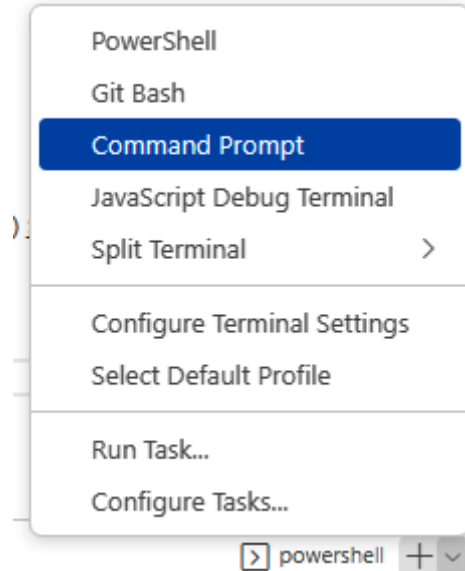 PowerShell
Git Bash
Command Prompt
JavaScript Debug Terminal
Split Terminal
Configure Terminal Settings
Select Default Profile
Run Task...
Configure Tasks...
powershell